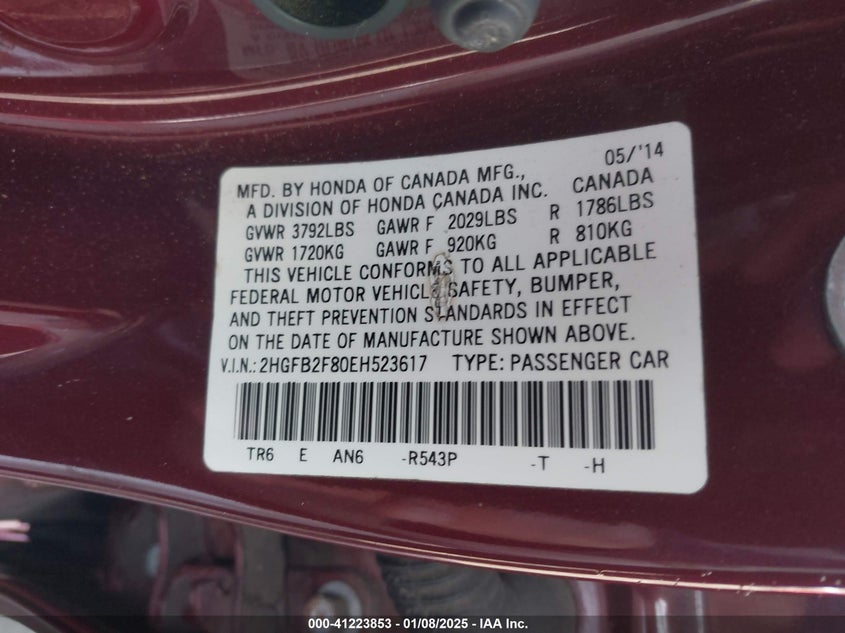 05/'14
MFD. BY HONDA OF CANADA MFG.,
A DIVISION OF HONDA CANADA INC. CANADA
GVWR 3792LBS GAWR F 2029LBS R 1786LBS
GVWR 1720KG GAWR F 920KG R 810KG
THIS VEHICLE CONFORMS TO ALL APPLICABLE
FEDERAL MOTOR VEHICLE SAFETY, BUMPER,
AND THEFT PREVENTION STANDARDS IN EFFECT
ON THE DATE OF MANUFACTURE SHOWN ABOVE.
V.I.N.: 2HGFB2F80EH523617 TYPE: PASSENGER CAR
TR6 E AN6 -R543P -T -H
000-41223853 - 01/08/2025 - IAA Inc.